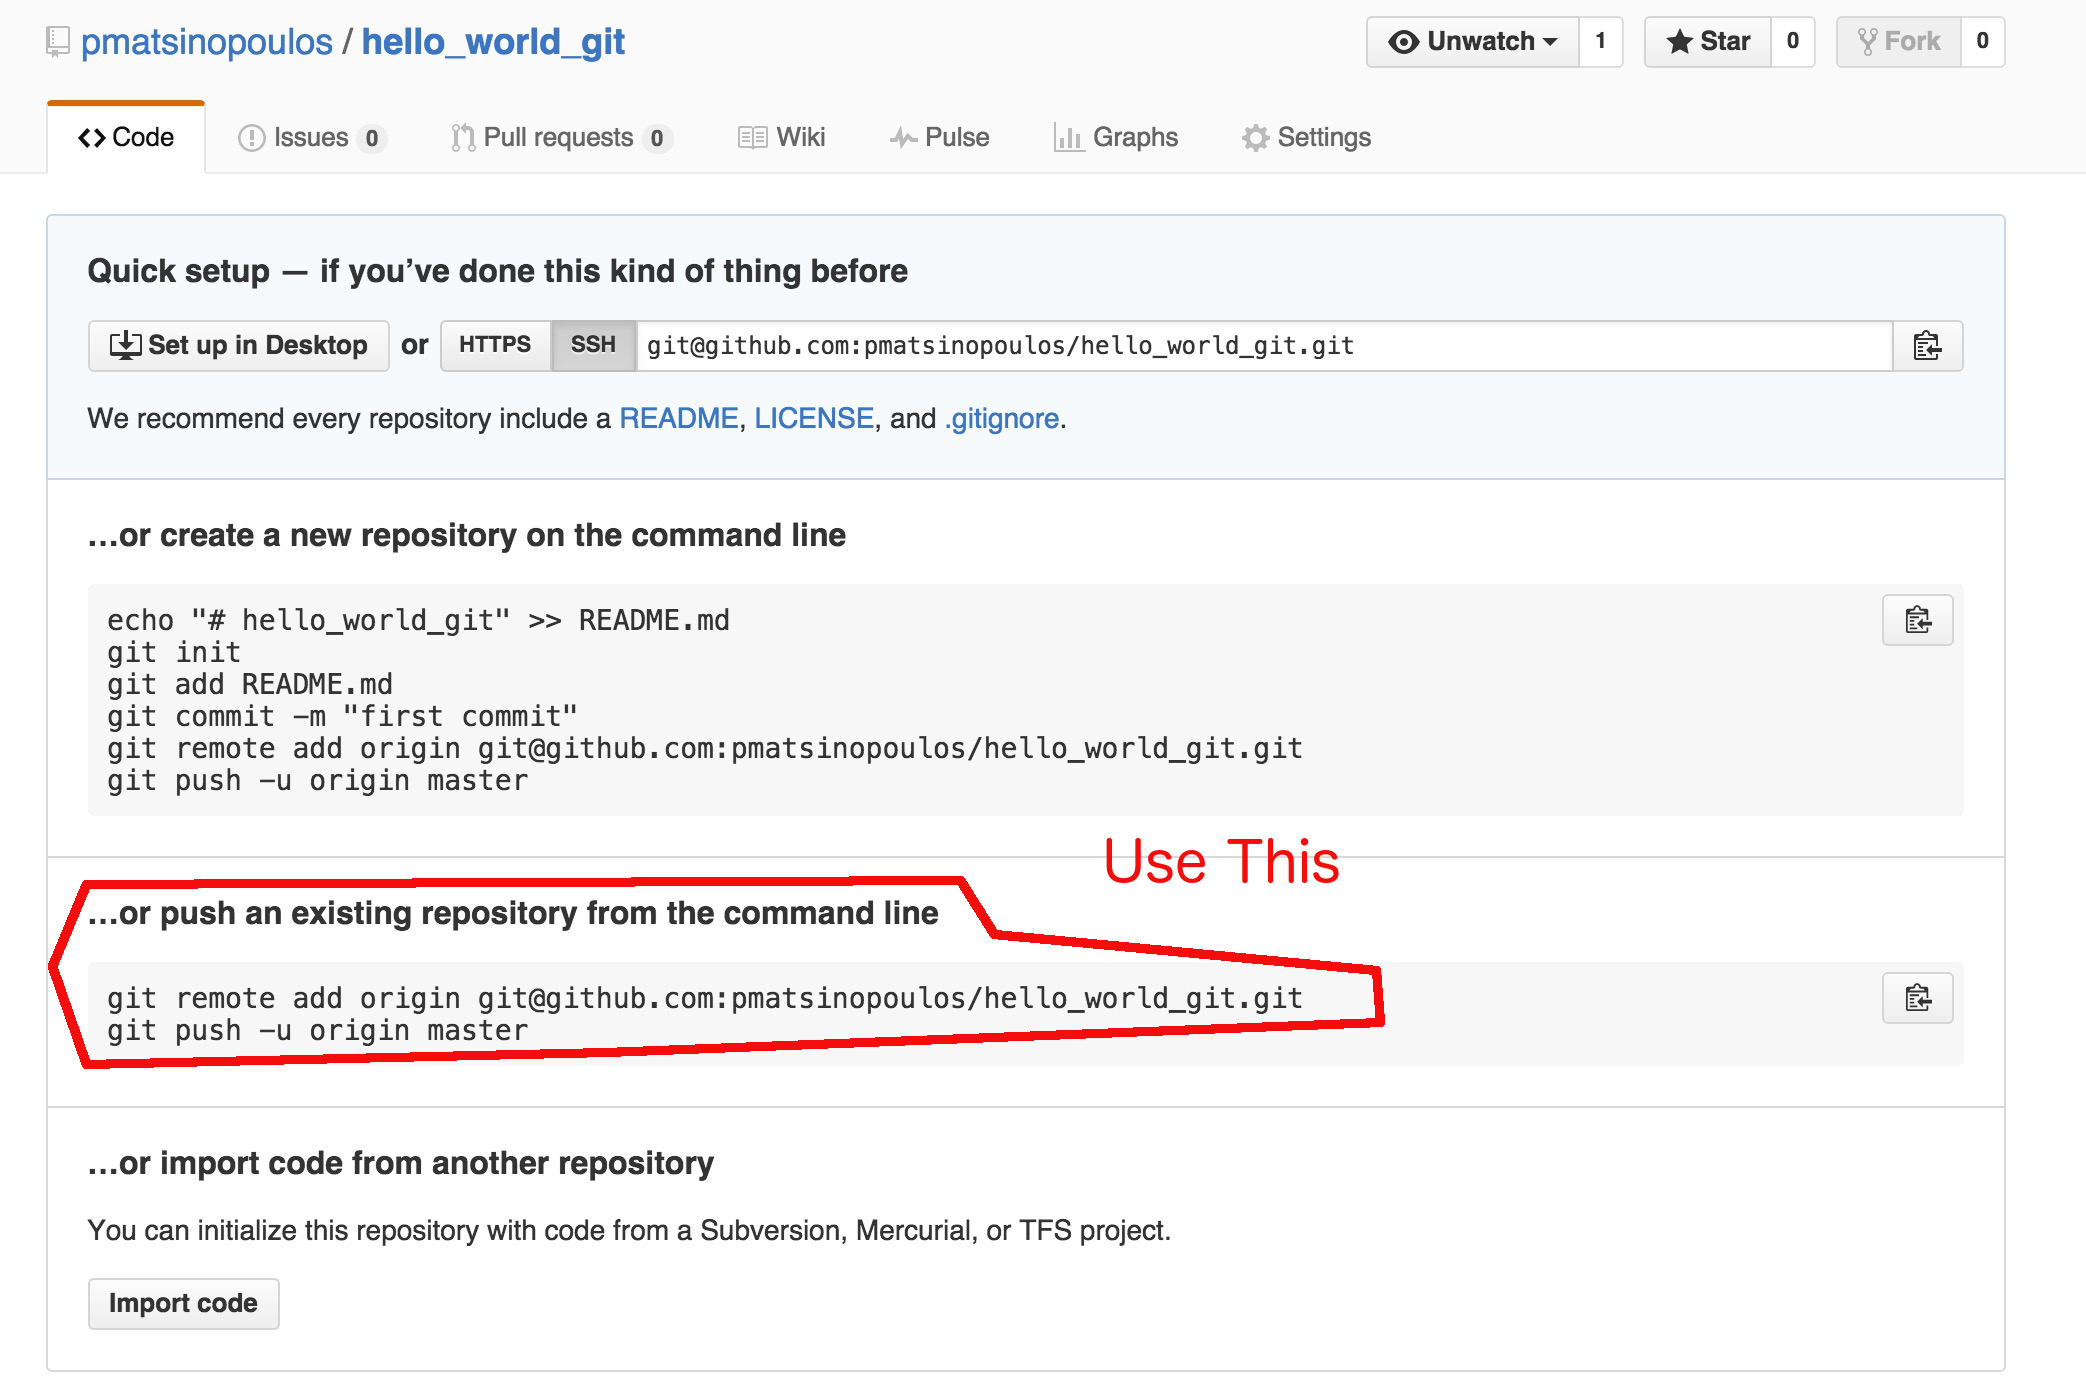 pmatsinopoulos / hello_world_git
Unwatch 1 Star 0 Fork 0
Code Issues 0 Pull requests 0 Wiki Pulse Graphs Settings
Quick setup — if you’ve done this kind of thing before
Set up in Desktop or HTTPS SSH git@github.com:pmatsinopoulos/hello_world_git.git
We recommend every repository include a README, LICENSE, and .gitignore.
…or create a new repository on the command line
echo "# hello_world_git" >> README.md
git init
git add README.md
git commit -m "first commit"
git remote add origin git@github.com:pmatsinopoulos/hello_world_git.git
git push -u origin master
Use This
…or push an existing repository from the command line
git remote add origin git@github.com:pmatsinopoulos/hello_world_git.git
git push -u origin master
…or import code from another repository
You can initialize this repository with code from a Subversion, Mercurial, or TFS project.
Import code